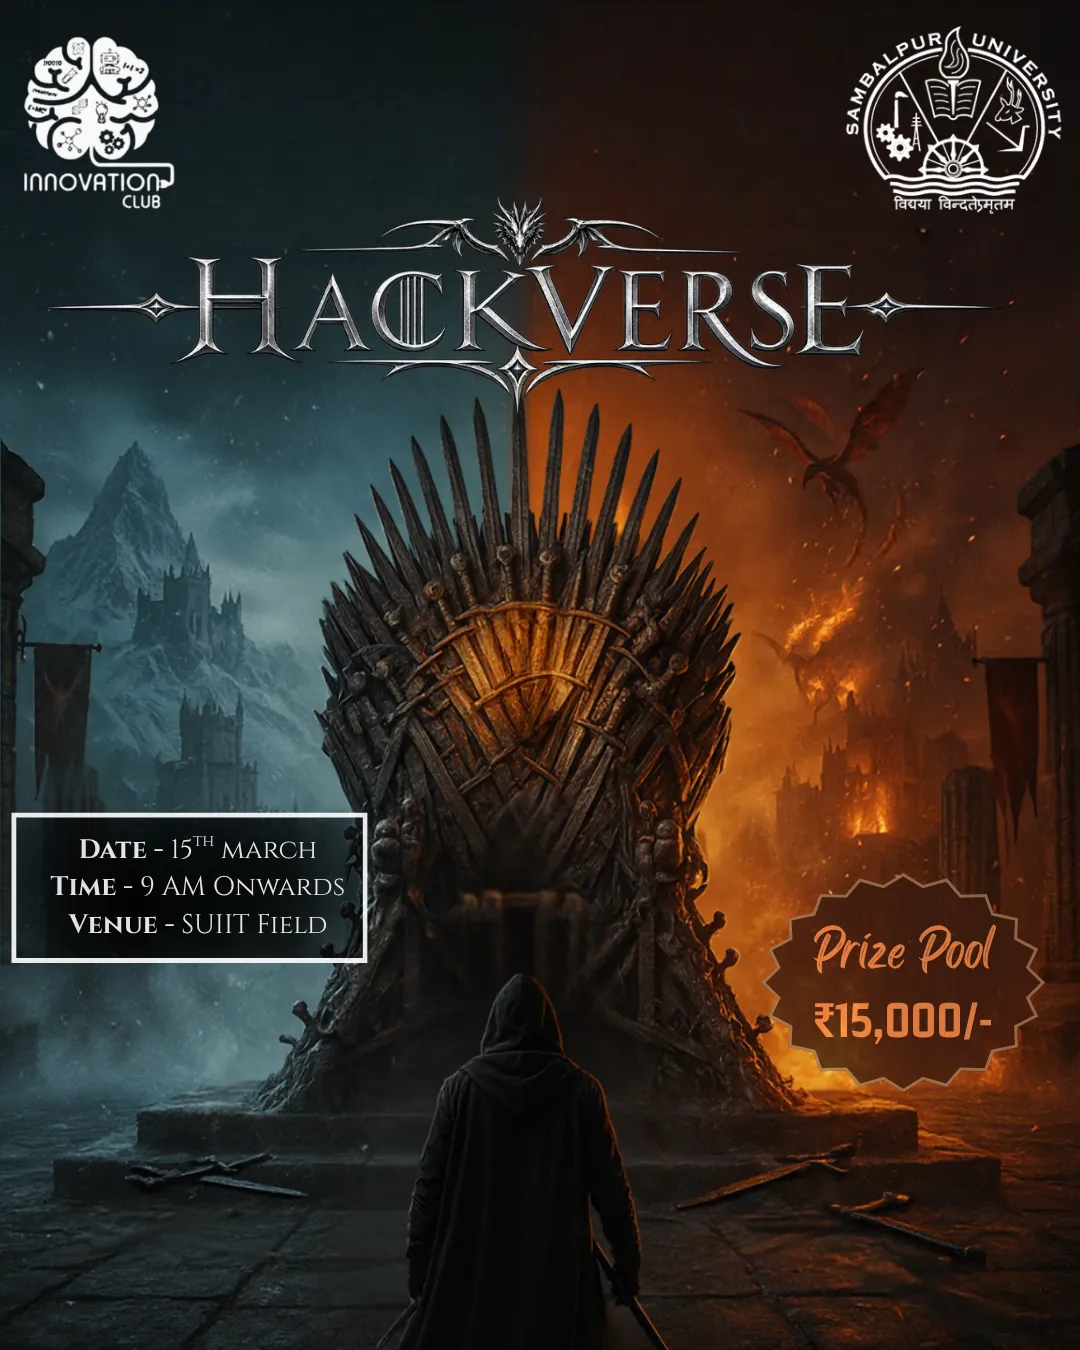 INNOVATION
CLUB
SAMBALPUR UNIVERSITY
विद्यया विन्दतेऽमृतम
HACKVERSE
DATE - 15TH MARCH
TIME - 9 AM ONWARDS
VENUE - SUIIT FIELD
Prize Pool
₹15,000/-